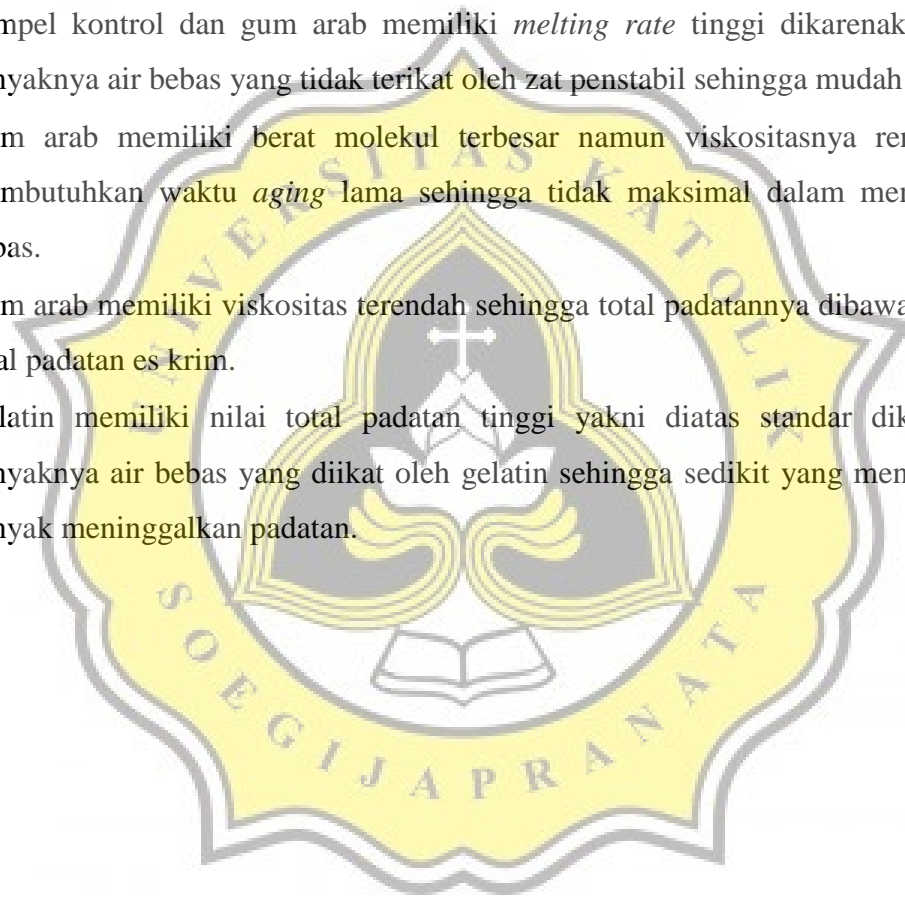 mpel kontrol dan gum arab memiliki melting rate tinggi dikarenak
nyaknya air bebas yang tidak terikat oleh zat penstabil sehingga mudah
m arab memiliki berat molekul terbesar namun viskositasnya ren
mbutuhkan waktu aging lama sehingga tidak maksimal dalam men
bas.
m arab memiliki viskositas terendah sehingga total padatannya dibawa
al padatan es krim.
latin memiliki nilai total padatan tinggi yakni diatas standar dik
nyaknya air bebas yang diikat oleh gelatin sehingga sedikit yang men
nyak meninggalkan padatan.
UNIVERSITAS KATOLIK
SOEGIJAPRANATA